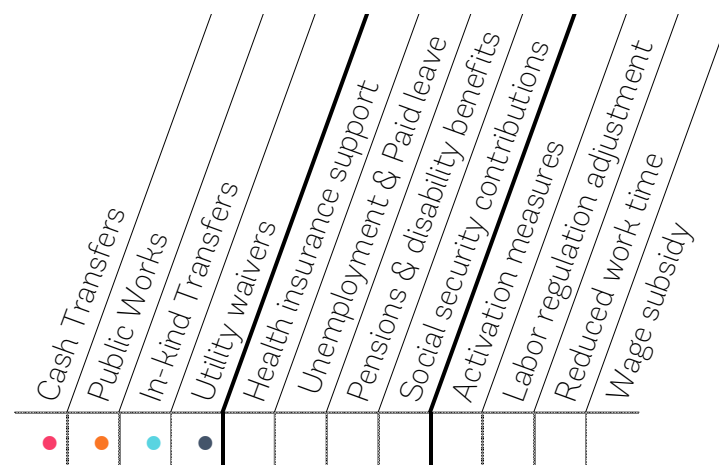 Cash Transfers
Public Works
In-kind Transfers
Utility waivers
Health insurance support
Unemployment & Paid leave
Pensions & disability benefits
Social security contributions
Activation measures
Labor regulation adjustment
Reduced work time
Wage subsidy